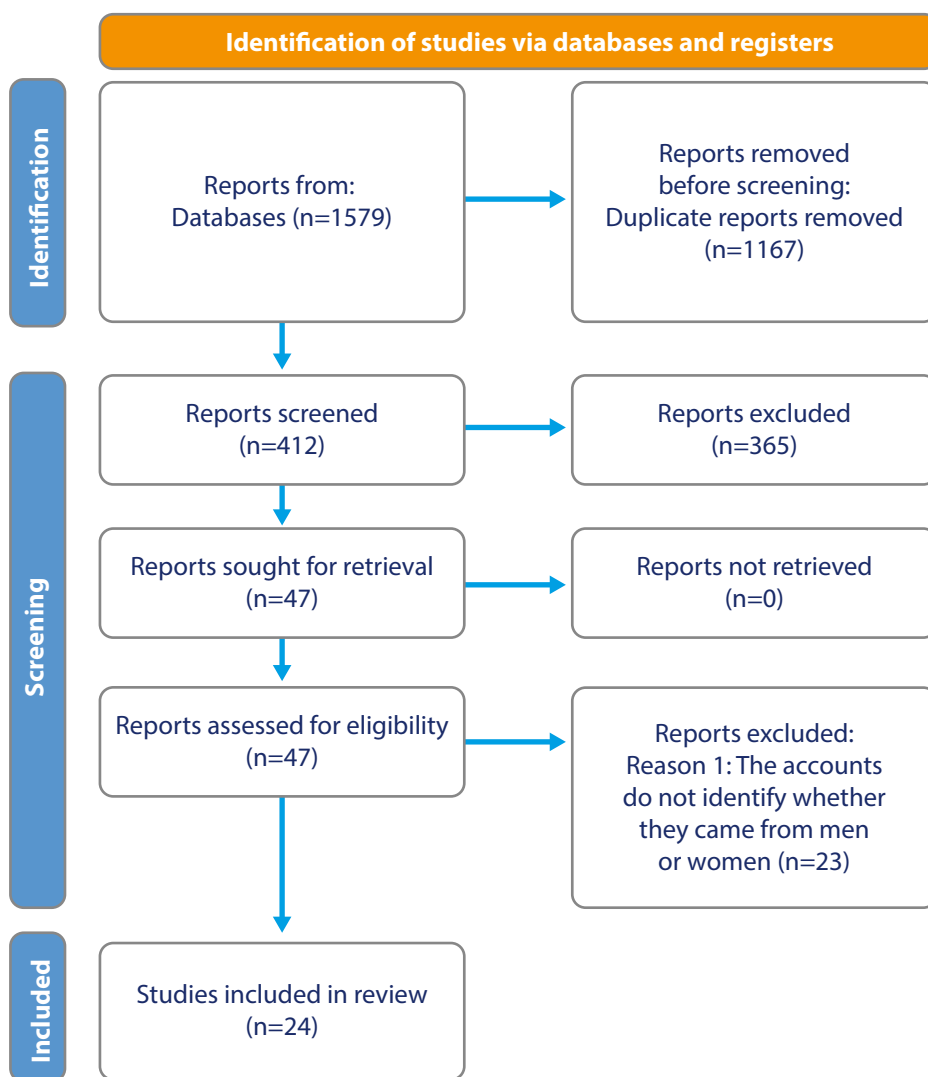 Identification of studies via databases and registers
Identification
Reports from:
Databases (n=1579)
Reports removed
before screening:
Duplicate reports removed
(n=1167)
Screening
Reports screened
(n=412)
Reports excluded
(n=365)
Reports sought for retrieval
(n=47)
Reports not retrieved
(n=0)
Reports assessed for eligibility
(n=47)
Reports excluded:
Reason 1: The accounts
do not identify whether
they came from men
or women (n=23)
Included
Studies included in review
(n=24)